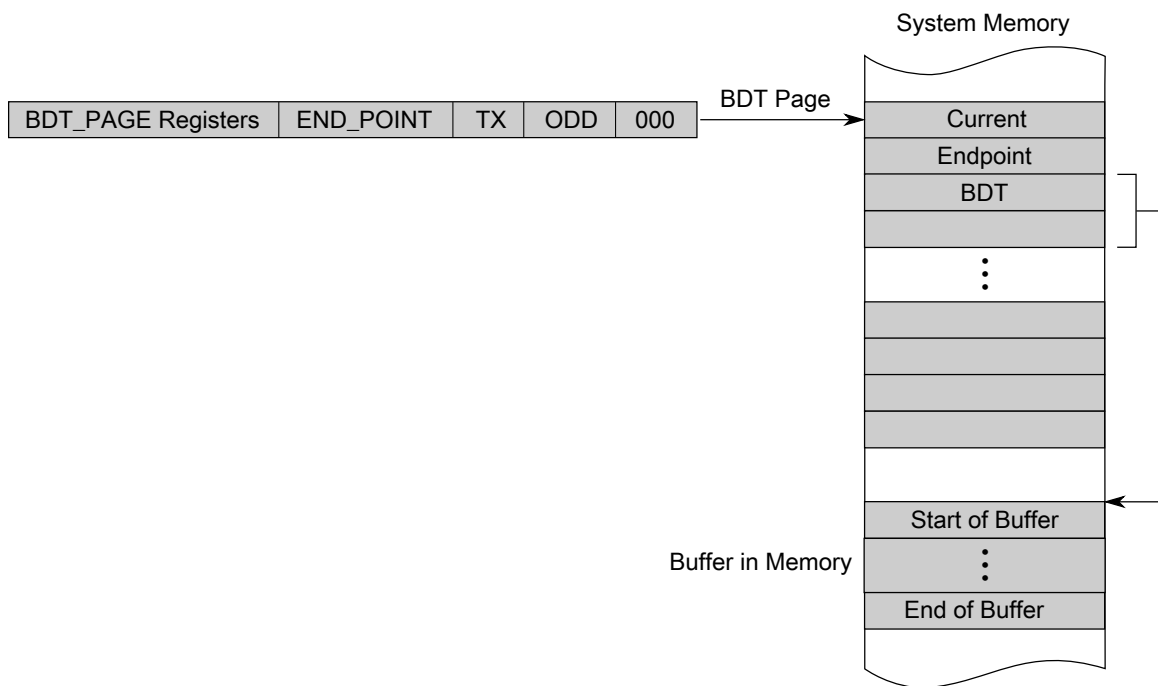 System Memory
BDT Page
BDT_PAGE Registers END_POINT TX ODD 000
Current
Endpoint
BDT
Start of Buffer
Buffer in Memory
End of Buffer